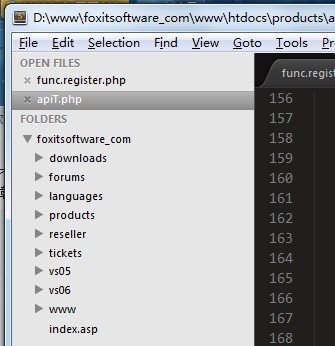 D:\www\foxitsoftware_com\www\htdocs\products\a
File Edit Selection Find View Goto Tools Projec
OPEN FILES
func.register.php
apiT.php
FOLDERS
foxitsoftware_com
downloads
forums
languages
products
reseller
tickets
vs05
vs06
www
index.asp
func.regist
156
157
158
159
160
161
162
163
164
165
166
167
168